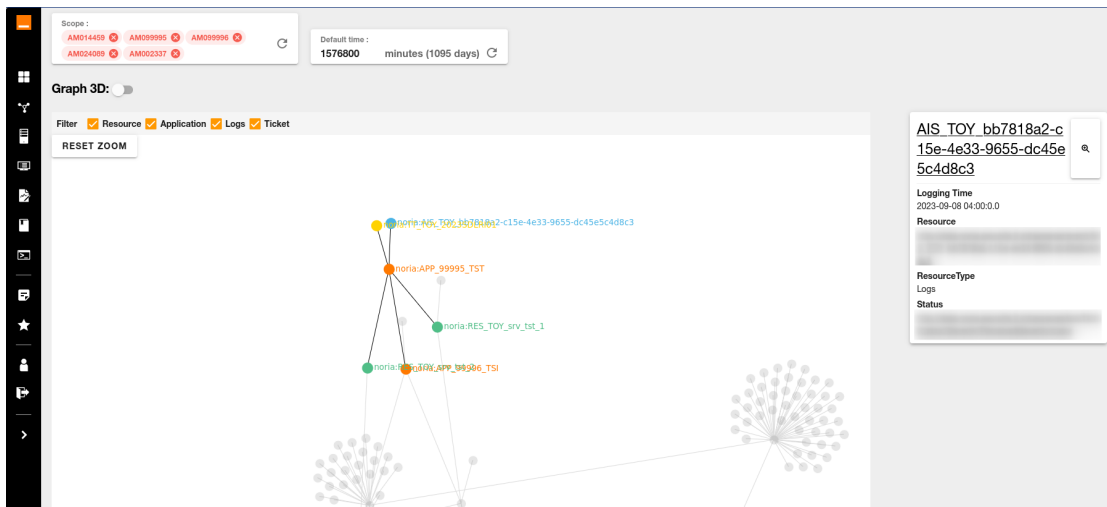 Scope :
AM014459 AM099995 AM099996
AM024089 AM002337
Default time :
1576800 minutes (1095 days)
Graph 3D:
Filter Resource Application Logs Ticket
RESET ZOOM
noria:AIS_TOY_bb7818a2-c15e-4e33-9655-dc45e5c4d8c3
noria:APP_99995_TST
noria:RES_TOY_srv_tst_1
AIS_TOY_bb7818a2-c
15e-4e33-9655-dc45e
5c4d8c3
Logging Time
2023-09-08 04:00:0.0
Resource
ResourceType
Logs
Status